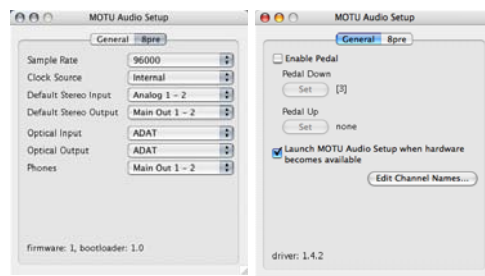 MOTU Audio Setup
General 8pre
Sample Rate 96000
Clock Source Internal
Default Stereo Input Analog 1 - 2
Default Stereo Output Main Out 1 - 2
Optical Input ADAT
Optical Output ADAT
Phones Main Out 1 - 2
firmware: 1, bootloader: 1.0
MOTU Audio Setup
General 8pre
Enable Pedal
Pedal Down
Set [3]
Pedal Up
Set none
Launch MOTU Audio Setup when hardware
becomes available
Edit Channel Names...
driver: 1.4.2